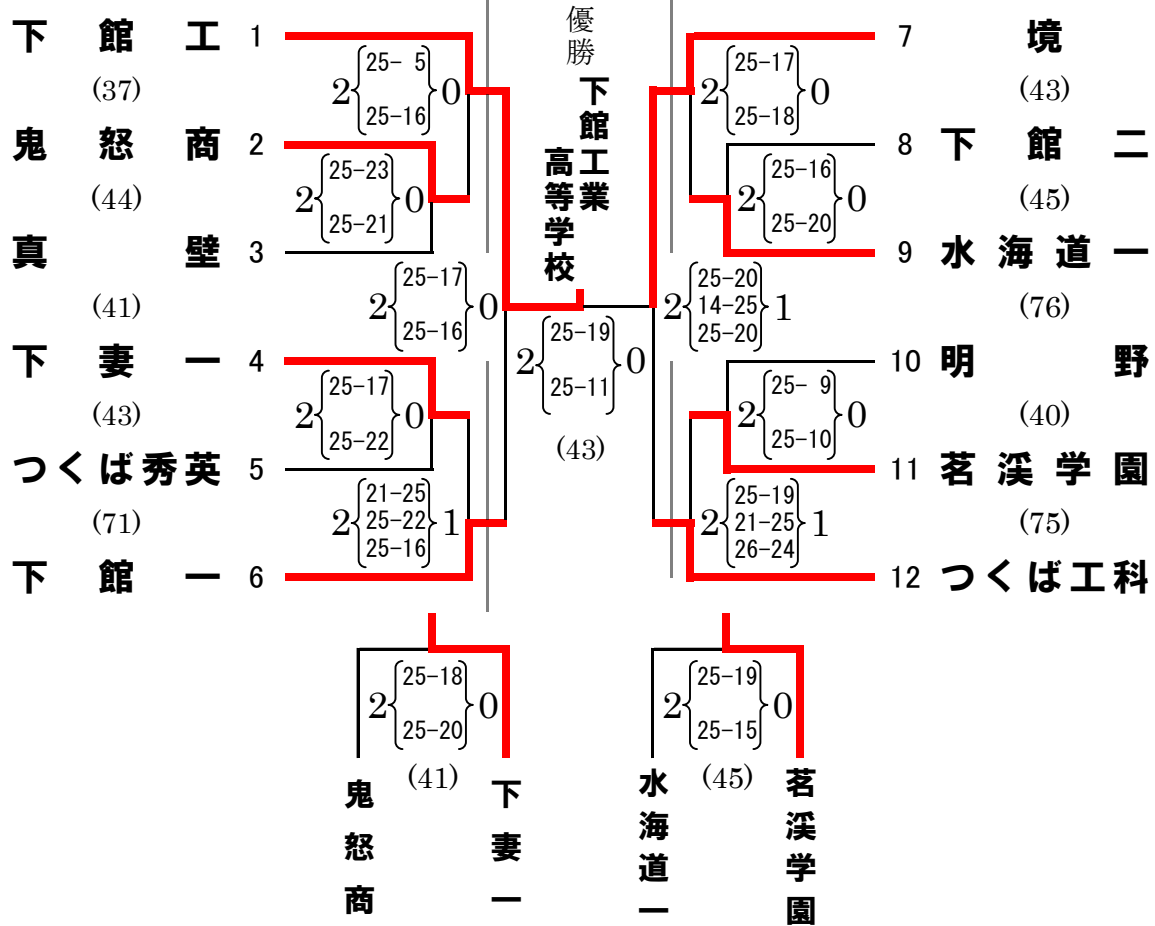 優勝
下館工業
高等学校
下館工 1
(37)
2 25- 5 0
25-16
鬼怒商 2
(44)
2 25-23 0
25-21
真壁 3
(41)
2 25-17 0
25-16
下妻一 4
(43)
2 25-17 0
25-22
つくば秀英 5
(71)
21-25
2 25-22 1
25-16
下館一 6
2 25-19 0
25-11
(43)
7 境
(43)
2 25-17 0
25-18
8 下館二
(45)
2 25-16 0
25-20
9 水海道一
(76)
25-20
2 14-25 1
25-20
10 明野
(40)
2 25- 9 0
25-10
11 茗渓学園
(75)
25-19
2 21-25 1
26-24
12 つくば工科
2 25-18 0
25-20
(41)
鬼怒商
下妻一
2 25-19 0
25-15
(45)
水海道一
茗渓学園